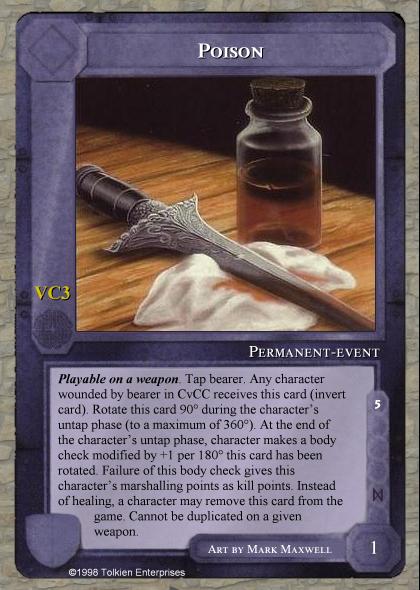 POISON
VC3
PERMANENT-EVENT
Playable on a weapon. Tap bearer. Any character
wounded by bearer in CvCC receives this card (invert
card). Rotate this card 90° during the character's
untap phase (to a maximum of 360°). At the end of
the character's untap phase, character makes a body
check modified by +1 per 180° this card has been
rotated. Failure of this body check gives this
character's marshalling points as kill points. Instead
of healing, a character may remove this card from the
game. Cannot be duplicated on a given
weapon.
5
ART BY MARK MAXWELL
1
©1998 Tolkien Enterprises